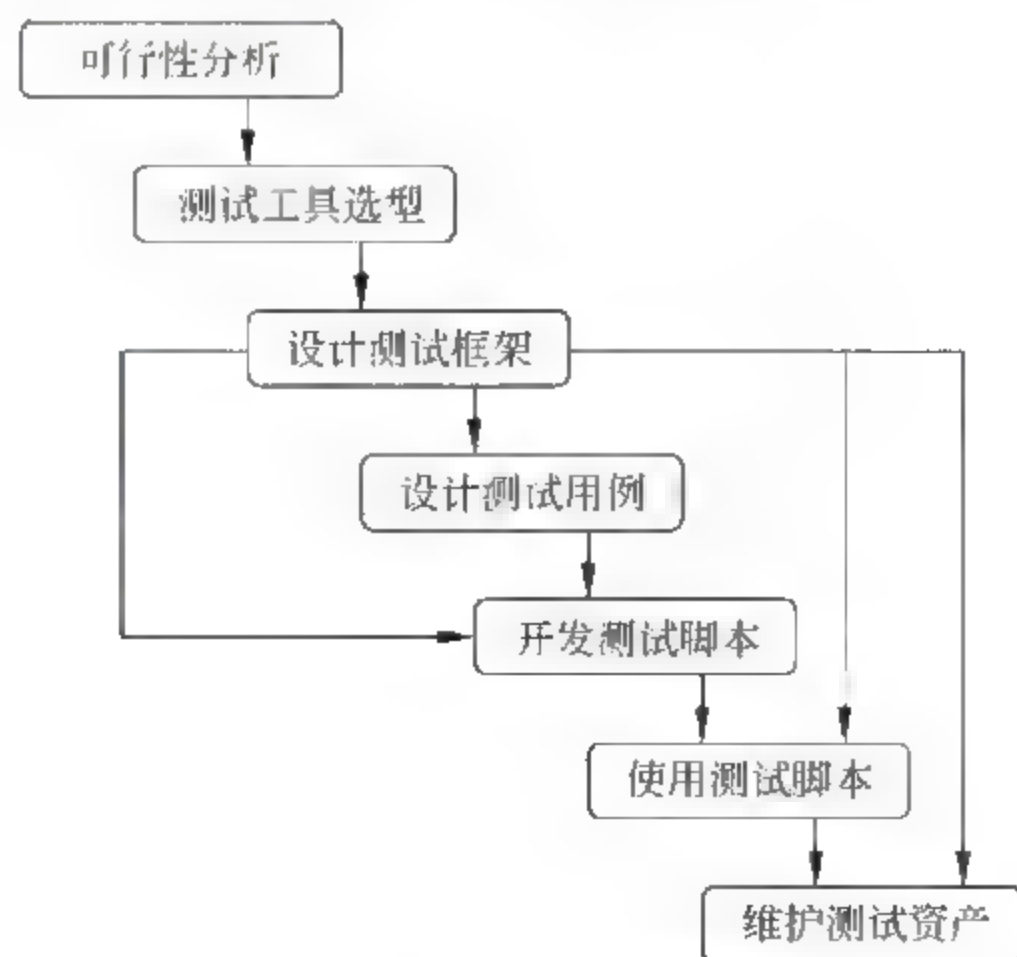 可行性分析
测试工具选型
设计测试框架
设计测试用例
开发测试脚本
使用测试脚本
维护测试资产